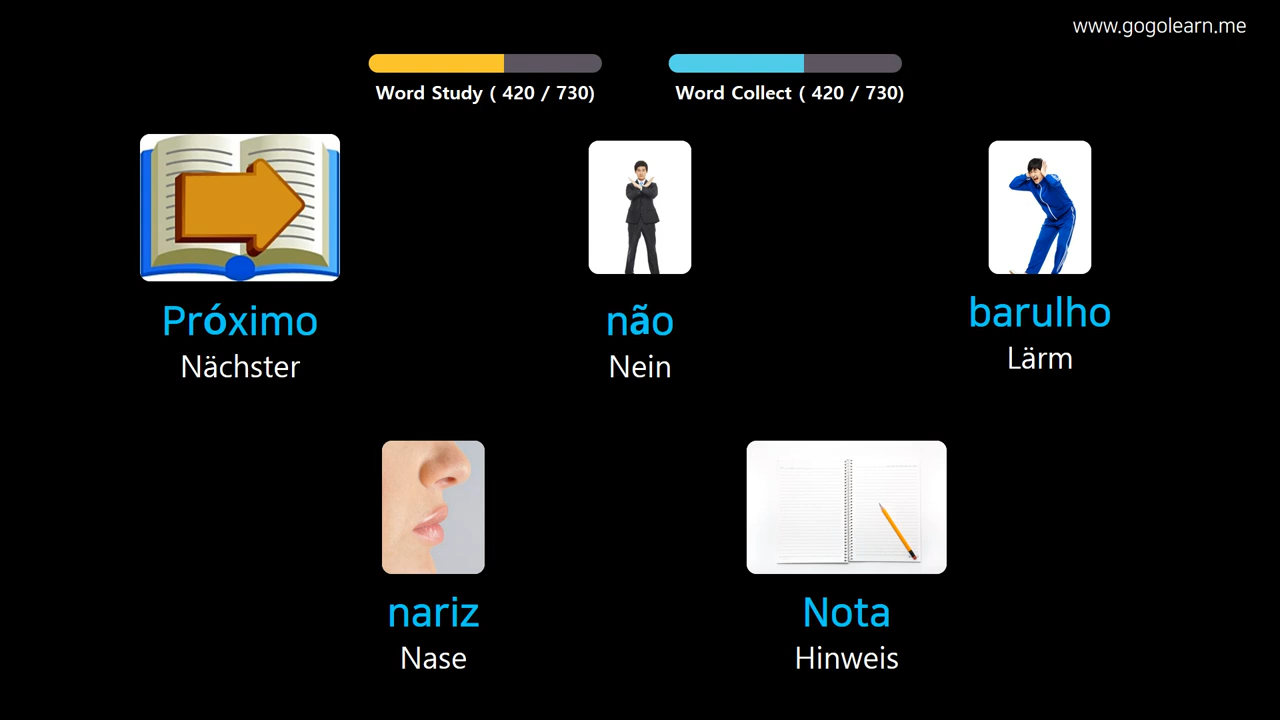 www.gogolearn.me
Word Study ( 420 / 730)
Word Collect ( 420 / 730)
Próximo
Nächster
não
Nein
barulho
Lärm
nariz
Nase
Nota
Hinweis